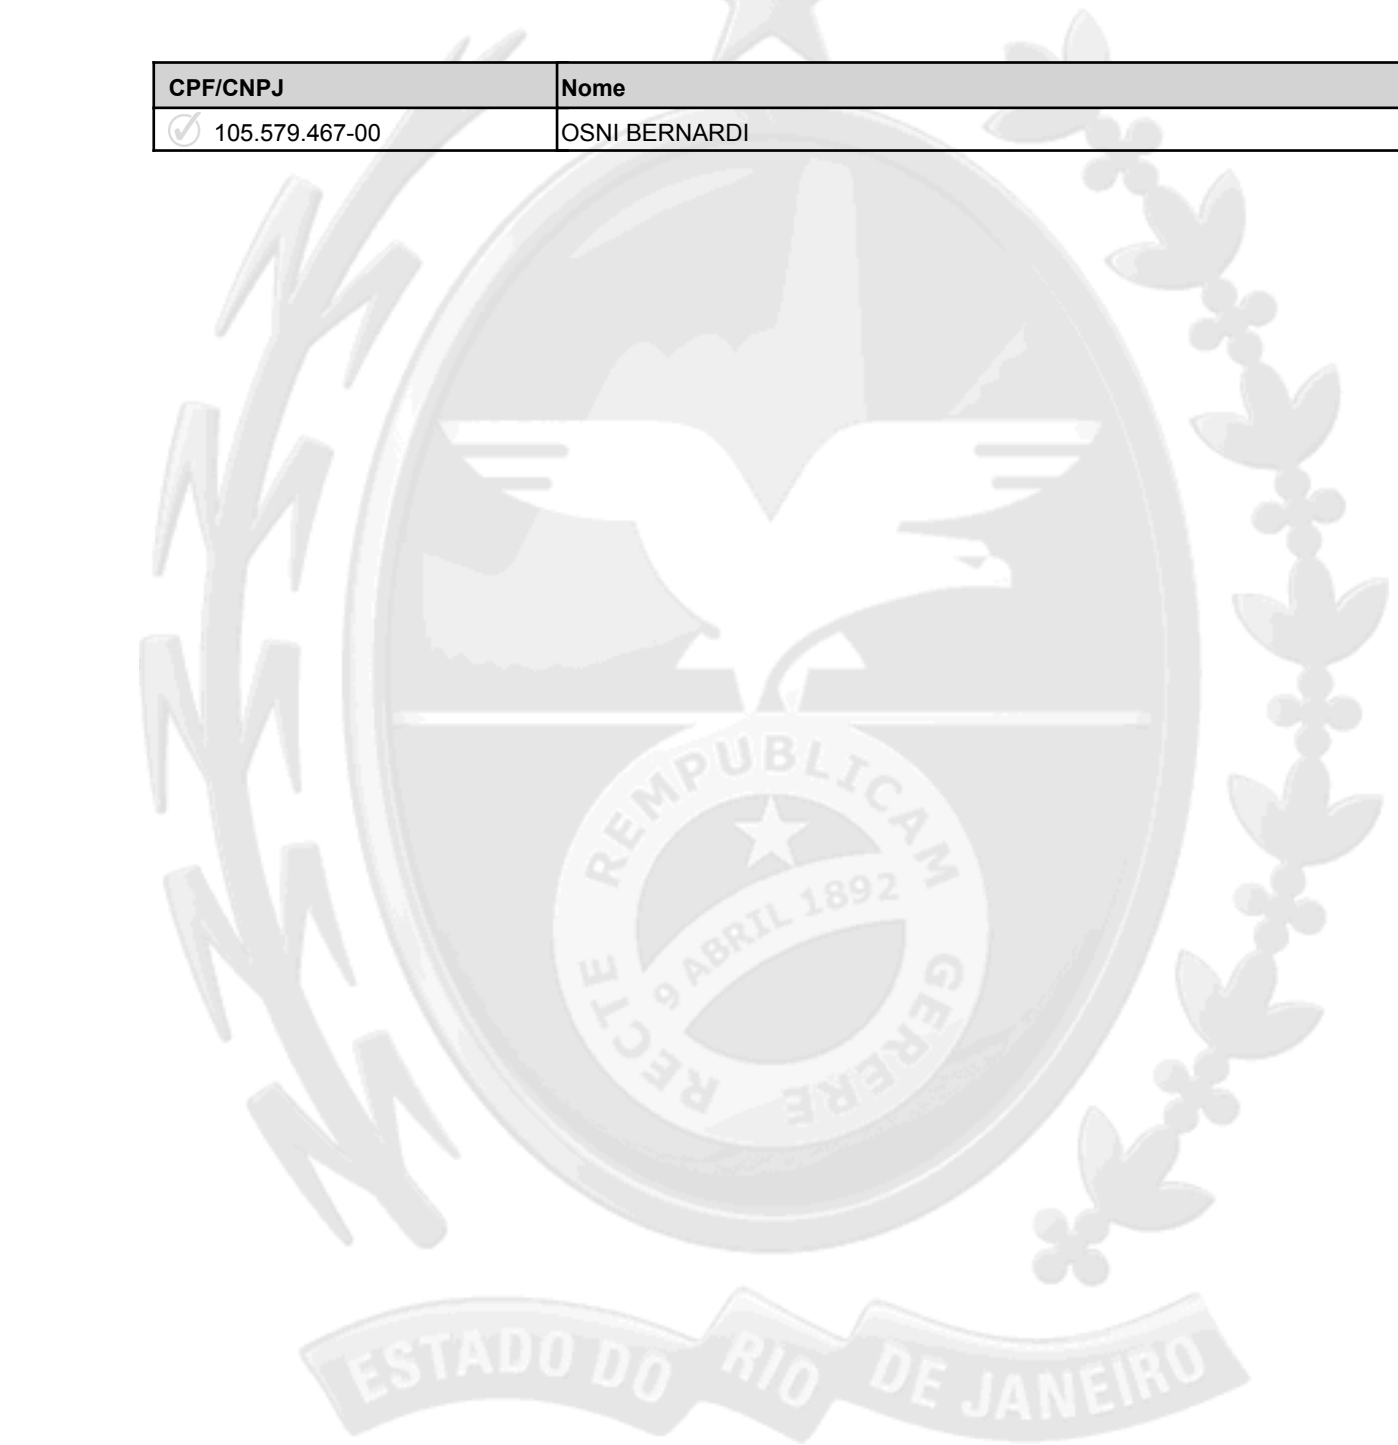 CPF/CNPJ Nome
105.579.467-00 OSNI BERNARDI
REMPUBLICAM
9 ABRIL 1892
RECTE GERERE
ESTADO DO RIO DE JANEIRO